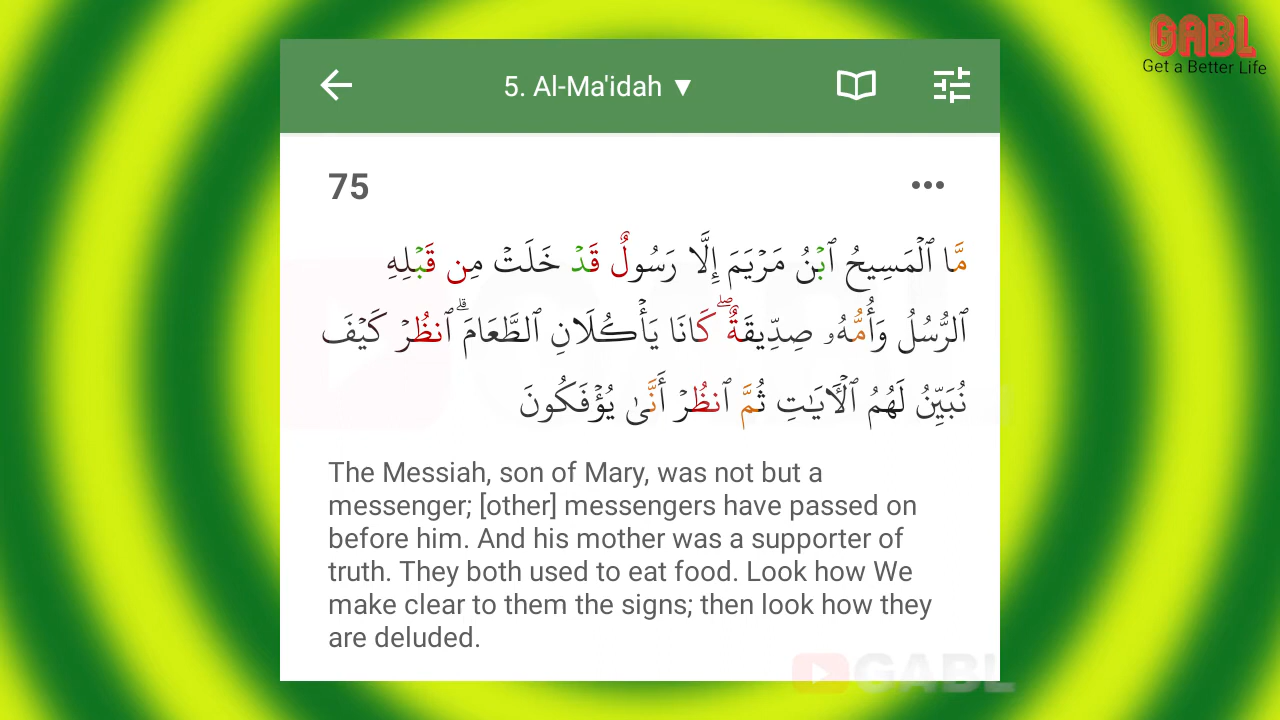 GABL
Get a Better Life
5. Al-Ma'idah ▼
75
مَّا ٱلْمَسِيحُ ٱبْنُ مَرْيَمَ إِلَّا رَسُولٌ قَدْ خَلَتْ مِن قَبْلِهِ
ٱلرُّسُلُ وَأُمُّهُۥ صِدِّيقَةٌۖ كَانَا يَأْكُلَانِ ٱلطَّعَامَۗ ٱنظُرْ كَيْفَ
نُبَيِّنُ لَهُمُ ٱلْـَٔايَـٰتِ ثُمَّ ٱنظُرْ أَنَّىٰ يُؤْفَكُونَ
The Messiah, son of Mary, was not but a
messenger; [other] messengers have passed on
before him. And his mother was a supporter of
truth. They both used to eat food. Look how We
make clear to them the signs; then look how they
are deluded.
GABL